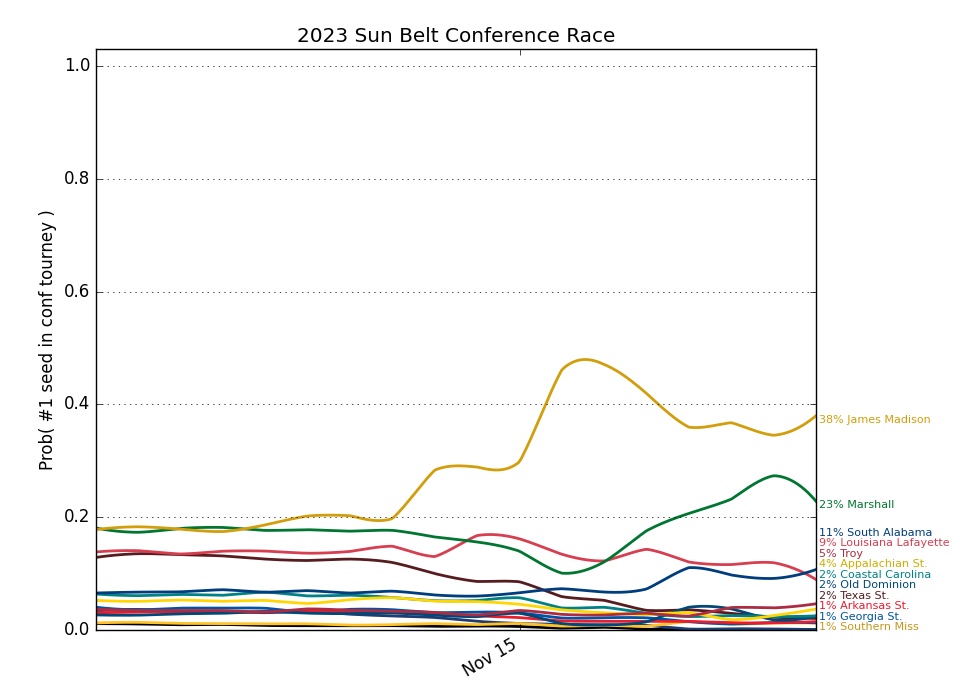 2023 Sun Belt Conference Race
Prob( #1 seed in conf tourney )
1.0
0.8
0.6
0.4
0.2
0.0
Nov 15
38% James Madison
23% Marshall
11% South Alabama
9% Louisiana Lafayette
5% Troy
4% Appalachian St.
2% Coastal Carolina
2% Old Dominion
2% Texas St.
1% Arkansas St.
1% Georgia St.
1% Southern Miss